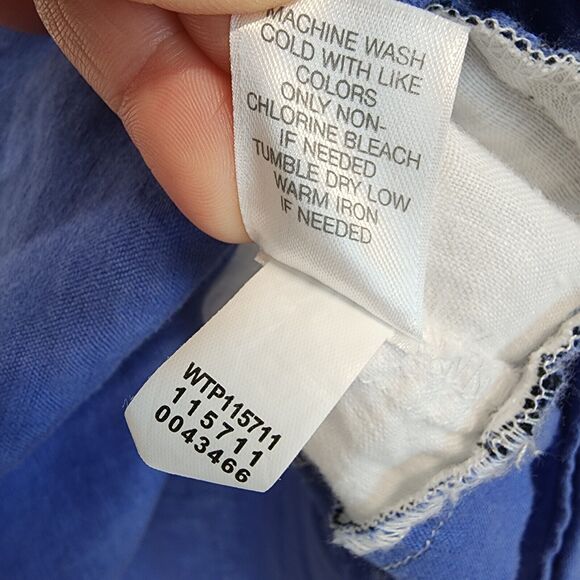 MACHINE WASH
COLD WITH LIKE
COLORS
ONLY NON-
CHLORINE BLEACH
IF NEEDED
TUMBLE DRY LOW
WARM IRON
IF NEEDED
WTP115711
115711
0043466